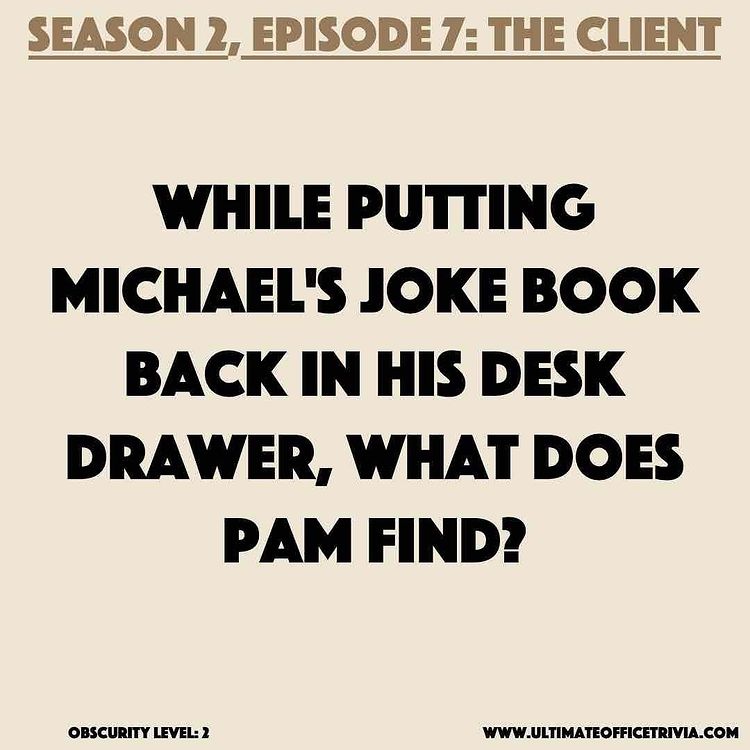 SEASON 2, EPISODE 7: THE CLIENT
WHILE PUTTING
MICHAEL'S JOKE BOOK
BACK IN HIS DESK
DRAWER, WHAT DOES
PAM FIND?
OBSCURITY LEVEL: 2
WWW.ULTIMATEOFFICETRIVIA.COM